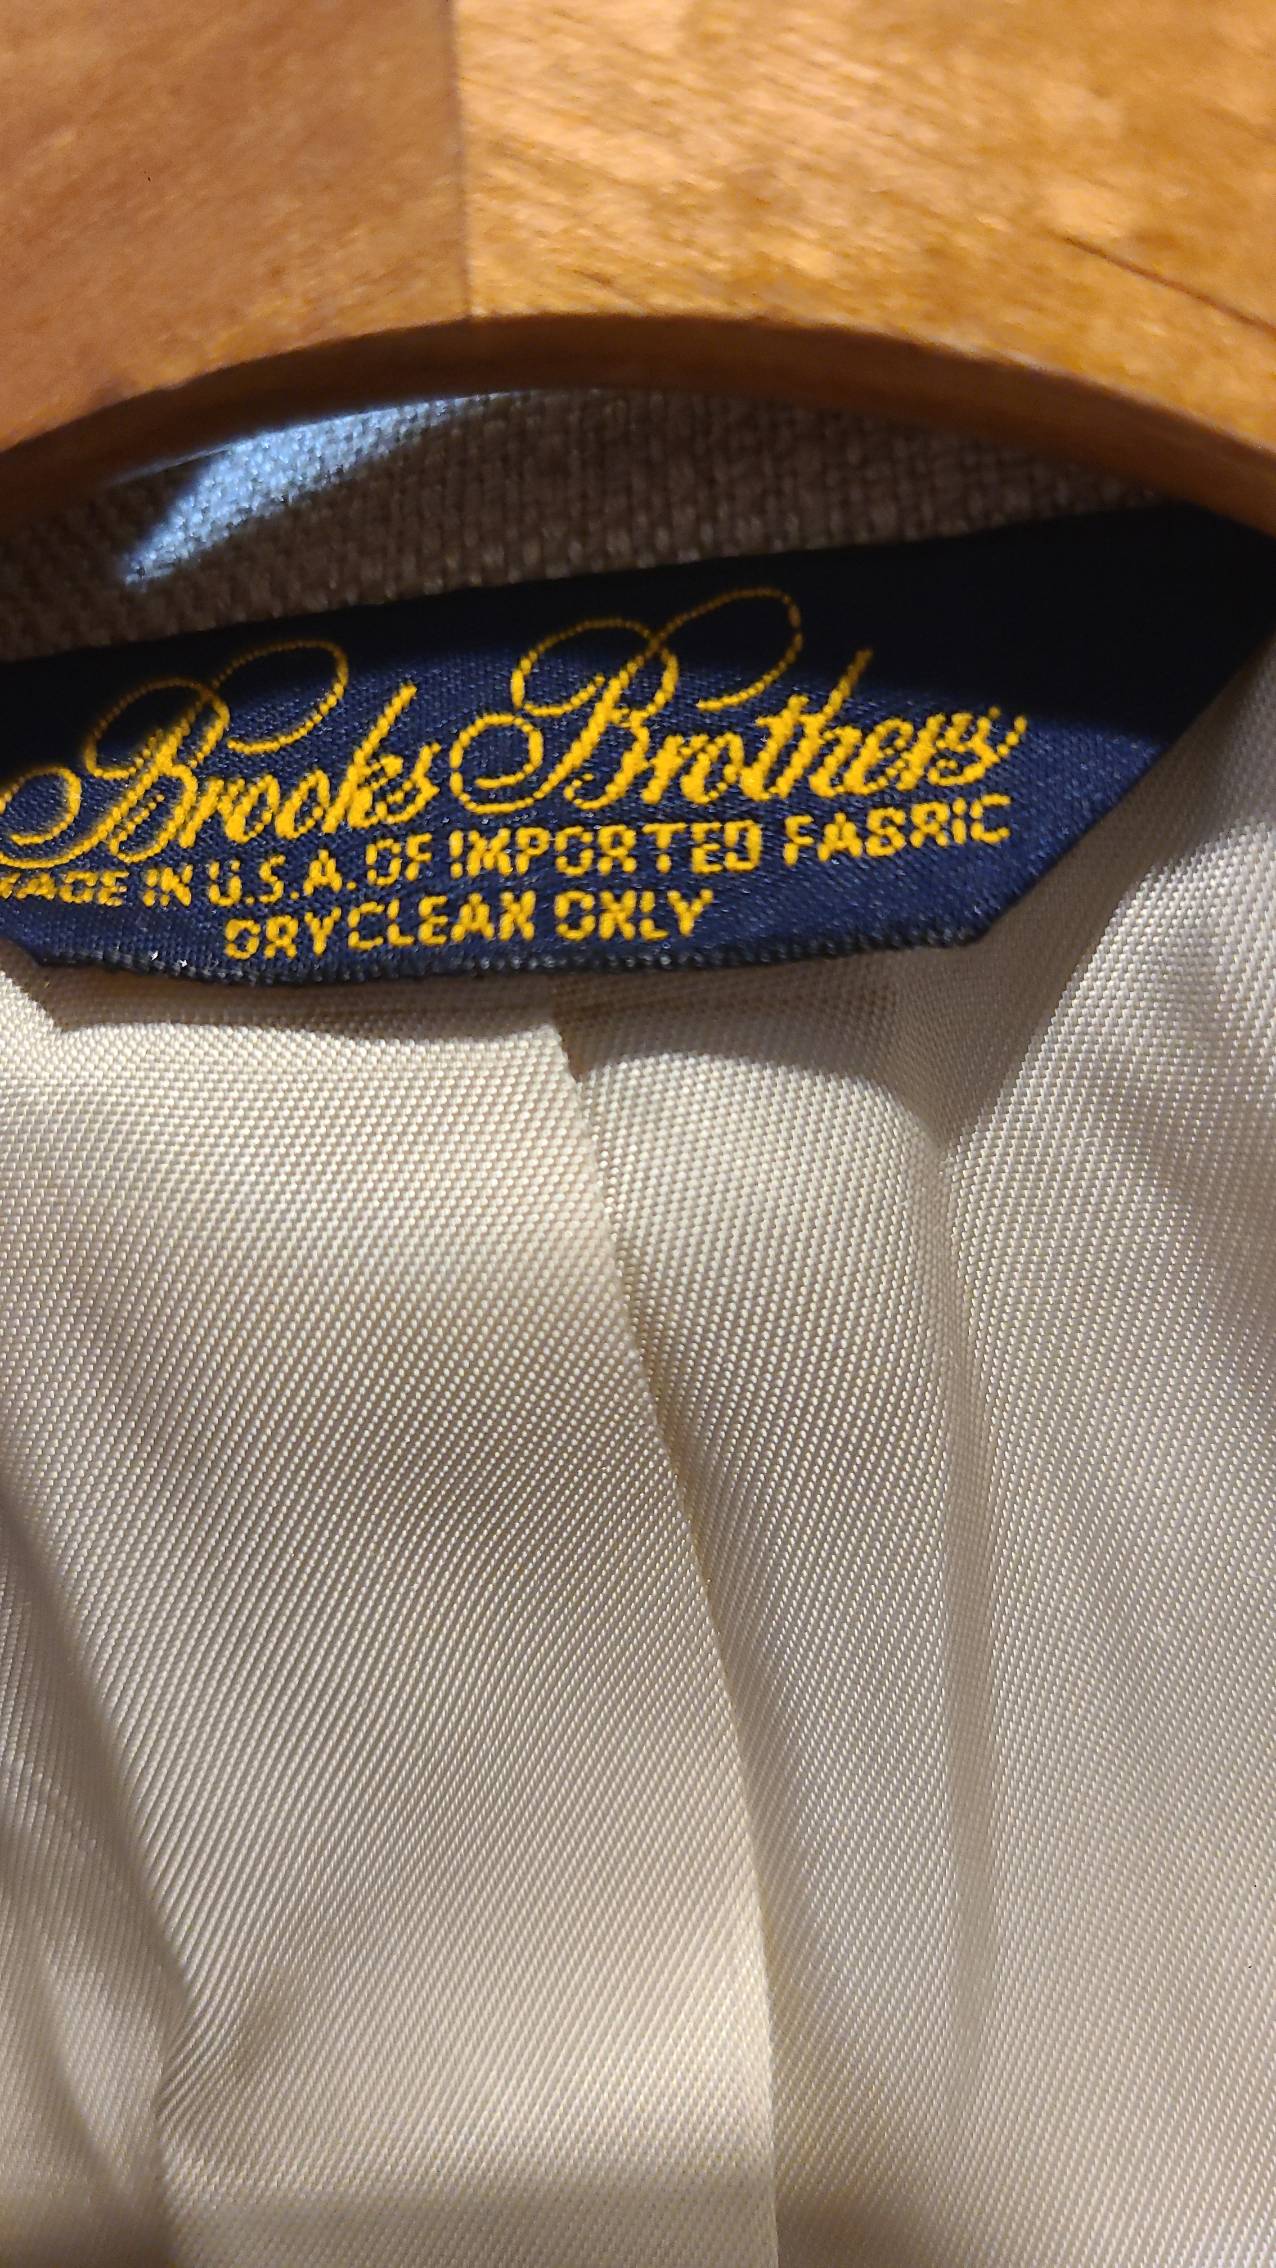 Brooks Brothers
MADE IN U.S.A. OF IMPORTED FABRIC
DRYCLEAN ONLY